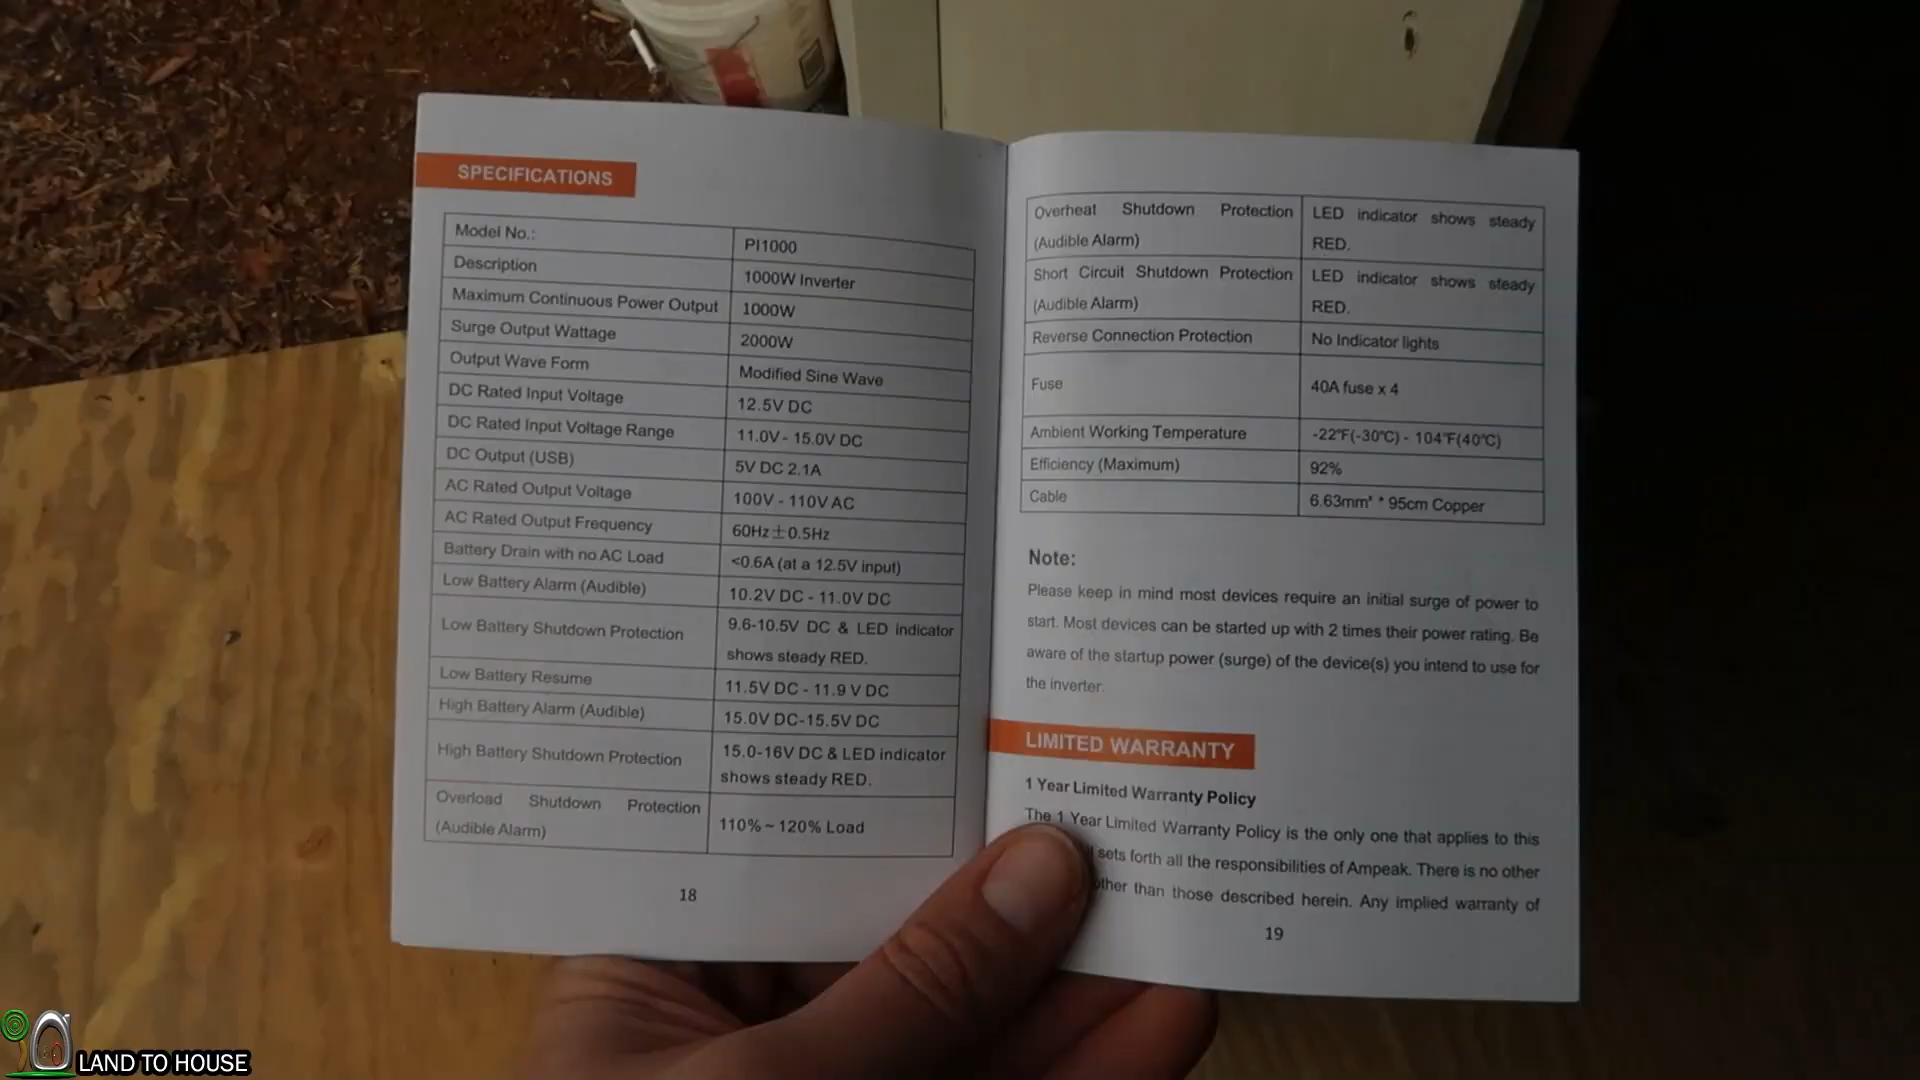 SPECIFICATIONS
Model No.: PI1000
Description 1000W Inverter
Maximum Continuous Power Output 1000W
Surge Output Wattage 2000W
Output Wave Form Modified Sine Wave
DC Rated Input Voltage 12.5V DC
DC Rated Input Voltage Range 11.0V - 15.0V DC
DC Output (USB) 5V DC 2.1A
AC Rated Output Voltage 100V - 110V AC
AC Rated Output Frequency 60Hz±0.5Hz
Battery Drain with no AC Load <0.6A (at a 12.5V input)
Low Battery Alarm (Audible) 10.2V DC - 11.0V DC
Low Battery Shutdown Protection 9.6-10.5V DC & LED indicator
shows steady RED.
Low Battery Resume 11.5V DC - 11.9 V DC
High Battery Alarm (Audible) 15.0V DC-15.5V DC
High Battery Shutdown Protection 15.0-16V DC & LED indicator
shows steady RED.
Overload Shutdown Protection
(Audible Alarm) 110% ~ 120% Load
18
Overheat Shutdown Protection LED indicator shows steady
(Audible Alarm) RED.
Short Circuit Shutdown Protection LED indicator shows steady
(Audible Alarm) RED.
Reverse Connection Protection No Indicator lights
Fuse 40A fuse x 4
Ambient Working Temperature -22℉(-30℃) - 104℉(40℃)
Efficiency (Maximum) 92%
Cable 6.63mm² * 95cm Copper
Note:
Please keep in mind most devices require an initial surge of power to
start. Most devices can be started up with 2 times their power rating. Be
aware of the startup power (surge) of the device(s) you intend to use for
the inverter.
LIMITED WARRANTY
1 Year Limited Warranty Policy
The 1 Year Limited Warranty Policy is the only one that applies to this
sets forth all the responsibilities of Ampeak. There is no other
other than those described herein. Any implied warranty of
19
LAND TO HOUSE